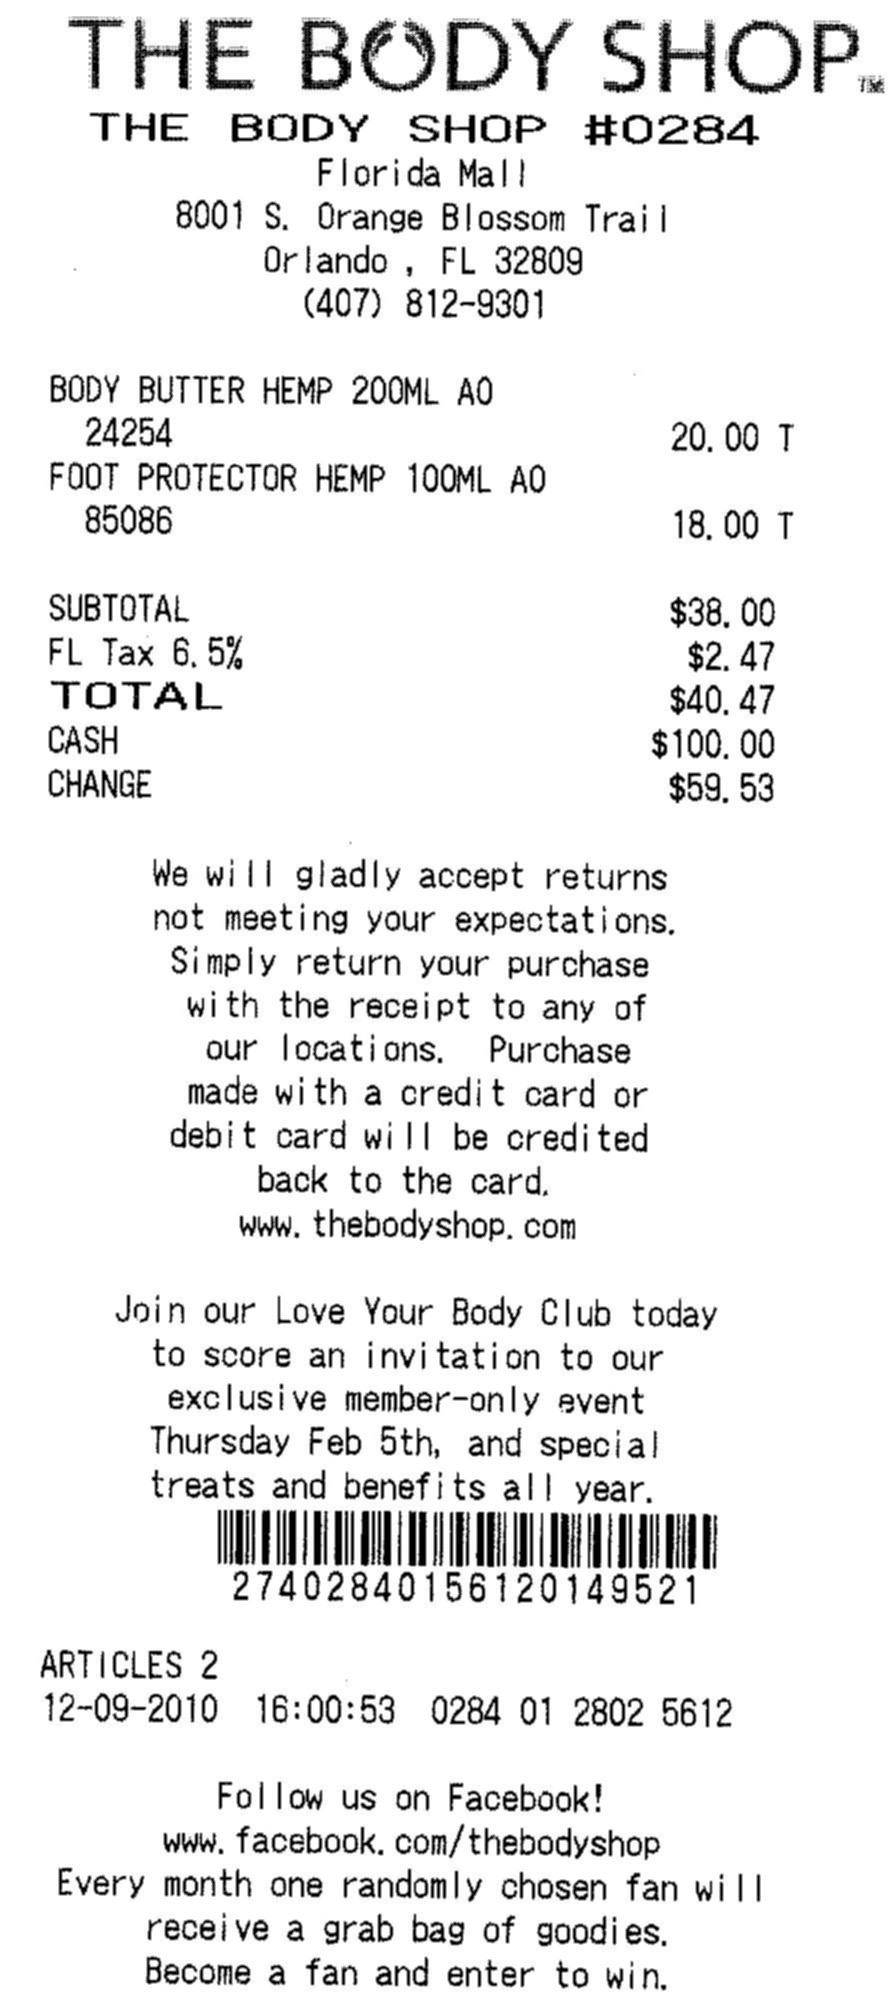 THE BODY SHOP™
THE BODY SHOP #0284
Florida Mall
8001 S. Orange Blossom Trail
Orlando , FL 32809
(407) 812-9301
BODY BUTTER HEMP 200ML AO
24254 20.00 T
FOOT PROTECTOR HEMP 100ML AO
85086 18.00 T
SUBTOTAL $38.00
FL Tax 6.5% $2.47
TOTAL $40.47
CASH $100.00
CHANGE $59.53
We will gladly accept returns
not meeting your expectations.
Simply return your purchase
with the receipt to any of
our locations. Purchase
made with a credit card or
debit card will be credited
back to the card.
www.thebodyshop.com
Join our Love Your Body Club today
to score an invitation to our
exclusive member-only event
Thursday Feb 5th, and special
treats and benefits all year.
27402840156120149521
ARTICLES 2
12-09-2010 16:00:53 0284 01 2802 5612
Follow us on Facebook!
www.facebook.com/thebodyshop
Every month one randomly chosen fan will
receive a grab bag of goodies.
Become a fan and enter to win.